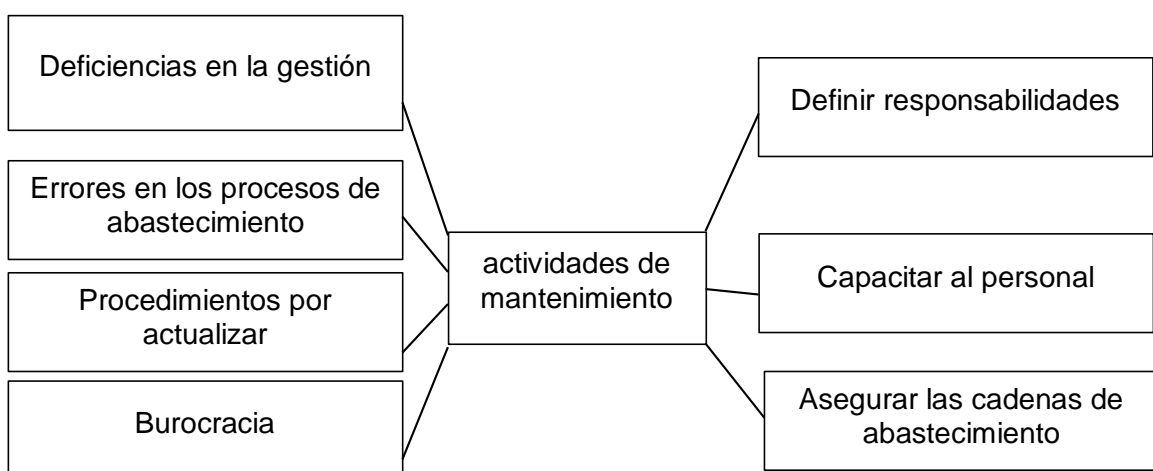 Deficiencias en la gestión
Errores en los procesos de
abastecimiento
Procedimientos por
actualizar
Burocracia
actividades de
mantenimiento
Definir responsabilidades
Capacitar al personal
Asegurar las cadenas de
abastecimiento